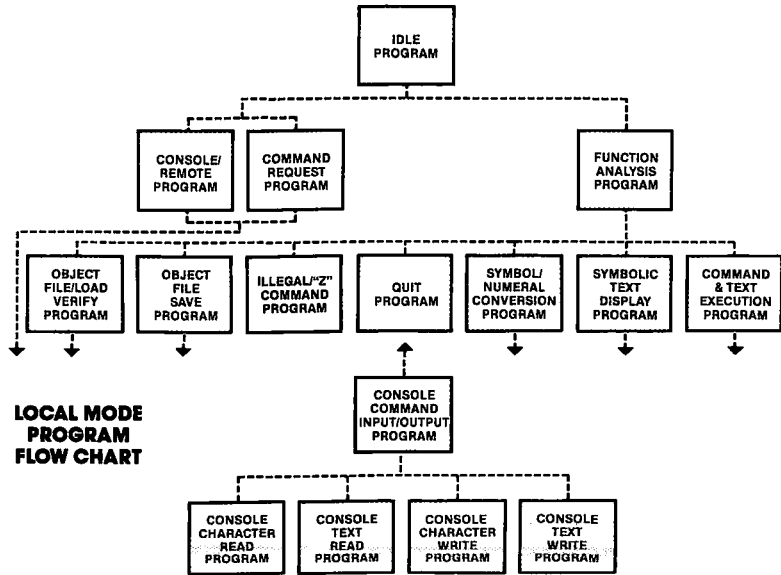 IDLE
PROGRAM
CONSOLE/
REMOTE
PROGRAM
COMMAND
REQUEST
PROGRAM
FUNCTION
ANALYSIS
PROGRAM
OBJECT
FILE/LOAD
VERIFY
PROGRAM
OBJECT
FILE
SAVE
PROGRAM
ILLEGAL/"Z"
COMMAND
PROGRAM
QUIT
PROGRAM
SYMBOL/
NUMERAL
CONVERSION
PROGRAM
SYMBOLIC
TEXT
DISPLAY
PROGRAM
COMMAND
& TEXT
EXECUTION
PROGRAM
LOCAL MODE
PROGRAM
FLOW CHART
CONSOLE
COMMAND
INPUT/OUTPUT
PROGRAM
CONSOLE
CHARACTER
READ
PROGRAM
CONSOLE
TEXT
READ
PROGRAM
CONSOLE
CHARACTER
WRITE
PROGRAM
CONSOLE
TEXT
WRITE
PROGRAM